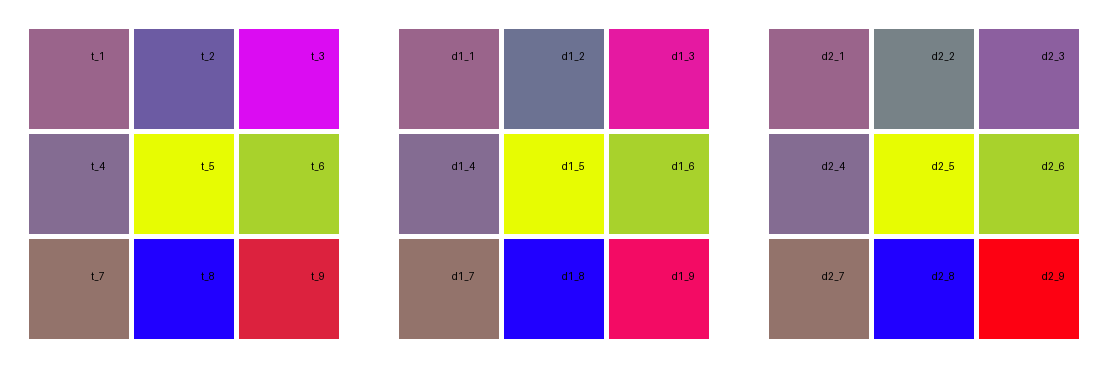 t_1 t_2 t_3 d1_1 d1_2 d1_3 d2_1 d2_2 d2_3
t_4 t_5 t_6 d1_4 d1_5 d1_6 d2_4 d2_5 d2_6
t_7 t_8 t_9 d1_7 d1_8 d1_9 d2_7 d2_8 d2_9